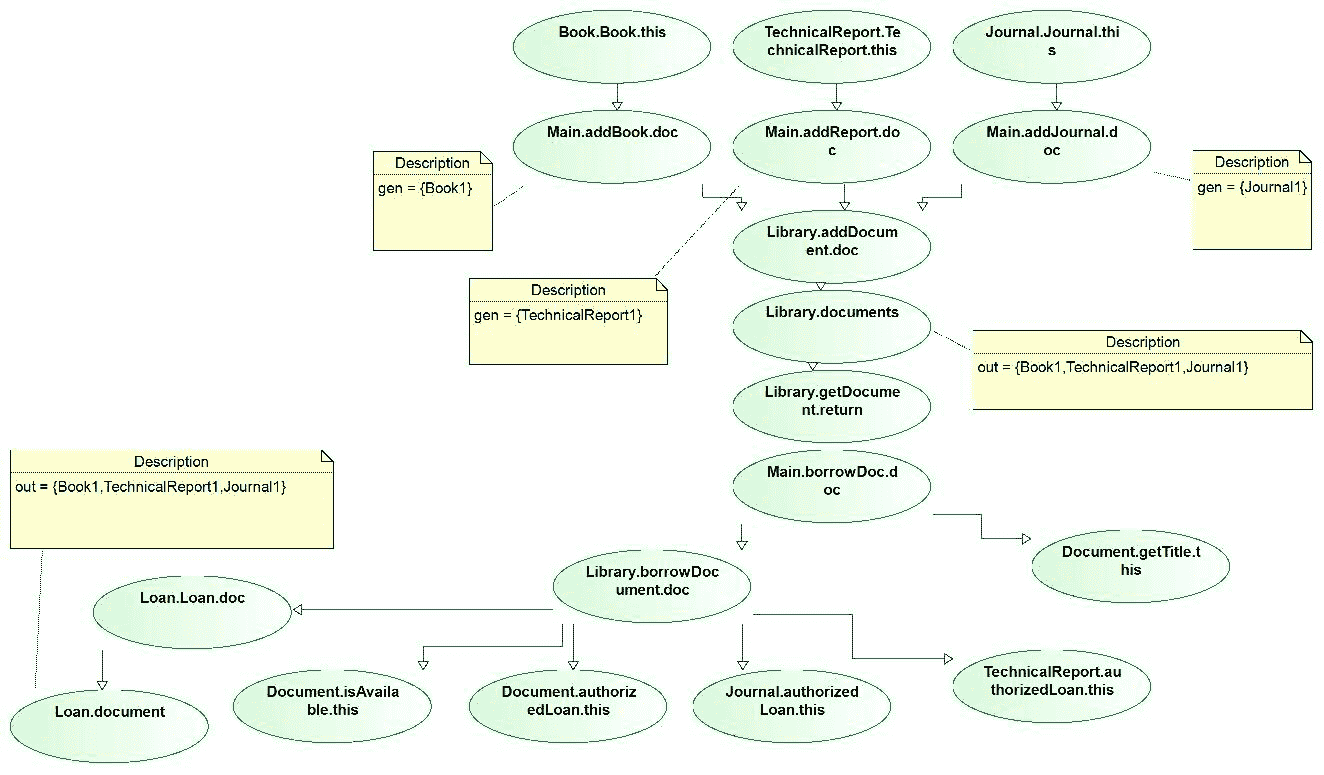 Book.Book.this
TechnicalReport.Te
chnicalReport.this
Journal.Journal.thi
s
Main.addBook.doc
Main.addReport.do
c
Main.addJournal.d
oc
Description
gen = {Book1}
Description
gen = {Journal1}
Library.addDocum
ent.doc
Description
gen = {TechnicalReport1}
Library.documents
Description
out = {Book1,TechnicalReport1,Journal1}
Library.getDocume
nt.return
Description
out = {Book1,TechnicalReport1,Journal1}
Main.borrowDoc.d
oc
Document.getTitle.t
his
Library.borrowDoc
ument.doc
Loan.Loan.doc
Loan.document
Document.isAvaila
ble.this
Document.authoriz
edLoan.this
Journal.authorized
Loan.this
TechnicalReport.au
thorizedLoan.this